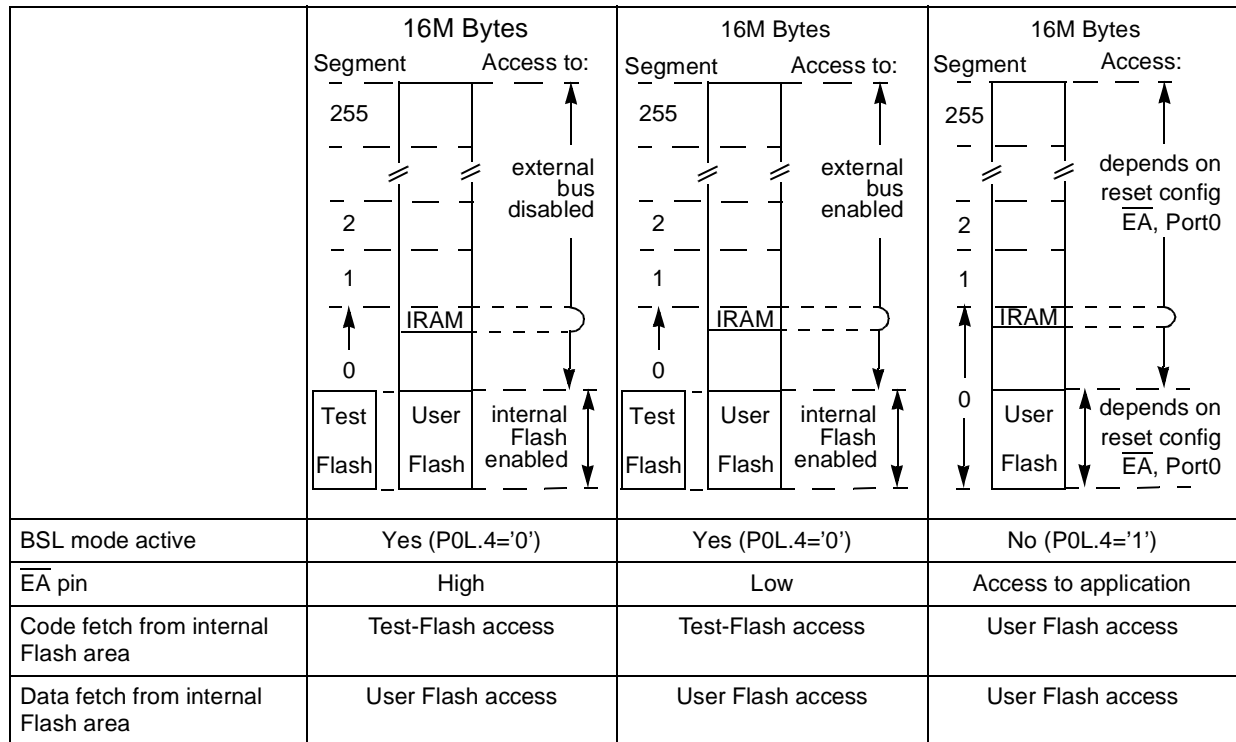 16M Bytes
Segment Access to:
255
external
bus
disabled
2
1
IRAM
0
Test User internal
Flash
Flash Flash enabled
16M Bytes
Segment Access to:
255
external
bus
enabled
2
1
IRAM
0
Test User internal
Flash
Flash Flash enabled
16M Bytes
Segment Access:
255
depends on
reset config
EA, Port0
2
1
IRAM
0
User depends on
reset config
Flash EA, Port0
BSL mode active Yes (P0L.4='0') Yes (P0L.4='0') No (P0L.4='1')
EA pin High Low Access to application
Code fetch from internal Test-Flash access Test-Flash access User Flash access
Flash area
Data fetch from internal User Flash access User Flash access User Flash access
Flash area